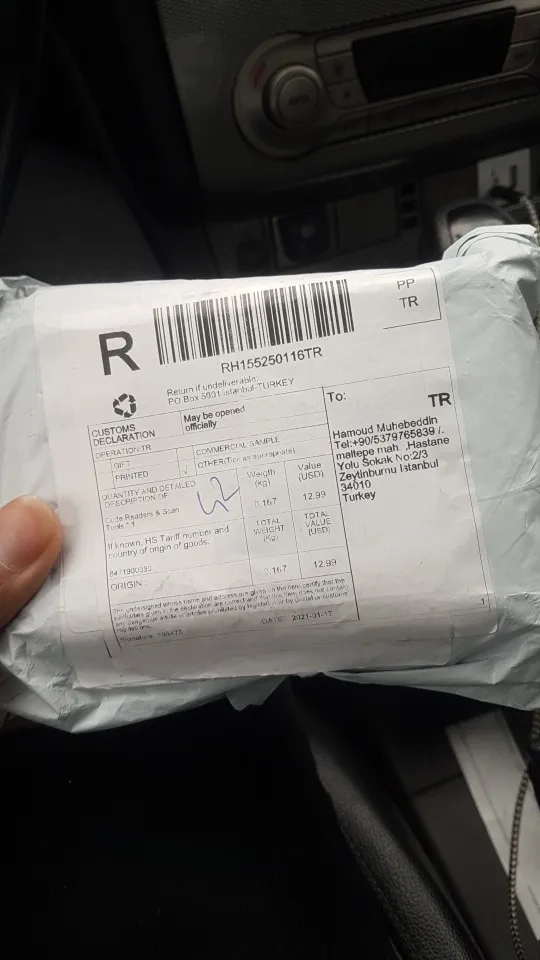 PP
TR
R
RH155250116TR
Return if undeliverable:
PO Box 5001 Istanbul-TURKEY
CUSTOMS
DECLARATION
May be opened
officially
To:
TR
Hamoud Muhebeddin
Tel:+90/5379765839 /.
maltepe mah. ,Hastane
Yolu Sokak No:2/3
Zeytinburnu Istanbul
34010
Turkey
OPERATION:TR
GIFT
COMMERCIAL SAMPLE
PRINTED
OTHER(Tick as appropriate)
QUANTITY AND DETAILED
DESCRIPTION OF
Weigth
(kg)
Value
(USD)
Code Readers & Scan
Tools * 1
0.167
12.99
If known, HS Tariff number and
country of origin of goods.
TOTAL
WEIGHT
(Kg)
TOTAL
VALUE
(USD)
ORIGIN :
0.167
12.99
DATE: 2021-01-17
1